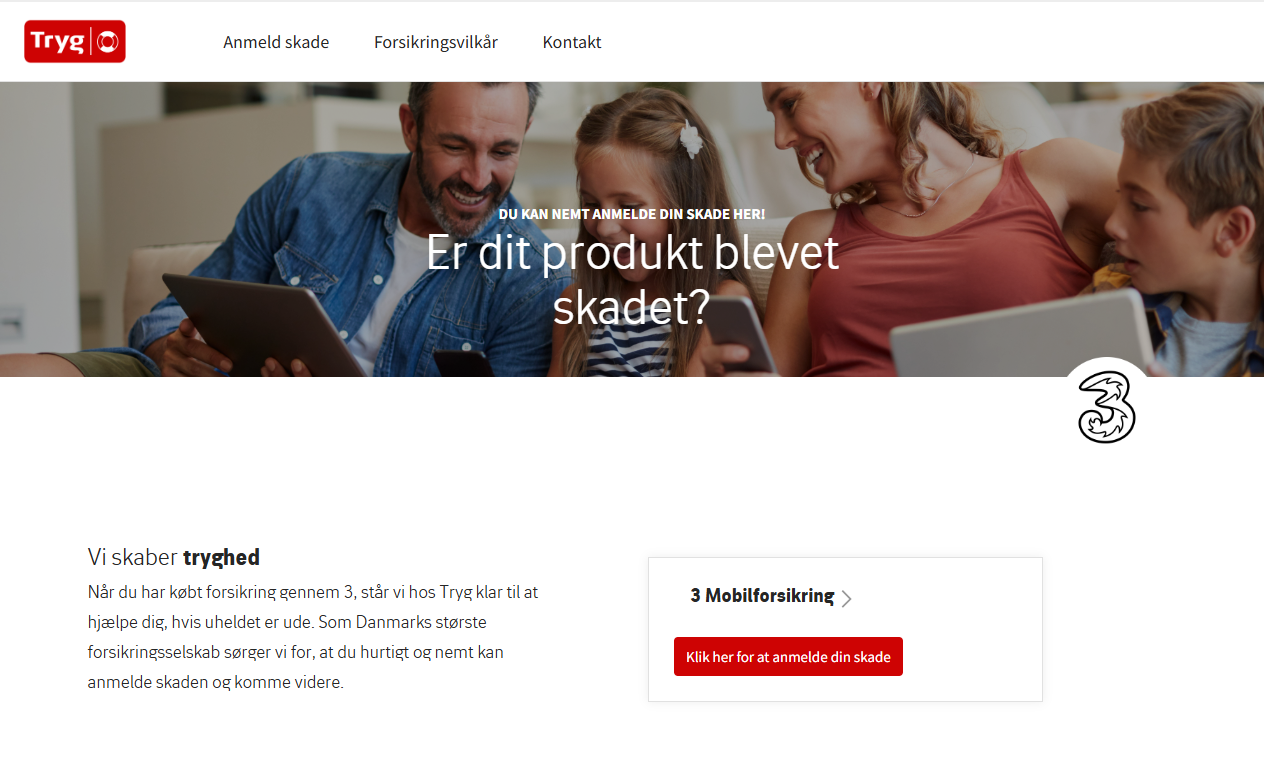 Tryg
Anmeld skade
Forsikringsvilkår
Kontakt
DU KAN NEMT ANMELDE DIN SKADE HER!
Er dit produkt blevet
skadet?
3
Vi skaber tryghed
Når du har købt forsikring gennem 3, står vi hos Tryg klar til at
hjælpe dig, hvis uheldet er ude. Som Danmarks største
forsikringsselskab sørger vi for, at du hurtigt og nemt kan
anmelde skaden og komme videre.
3 Mobilforsikring
Klik her for at anmelde din skade